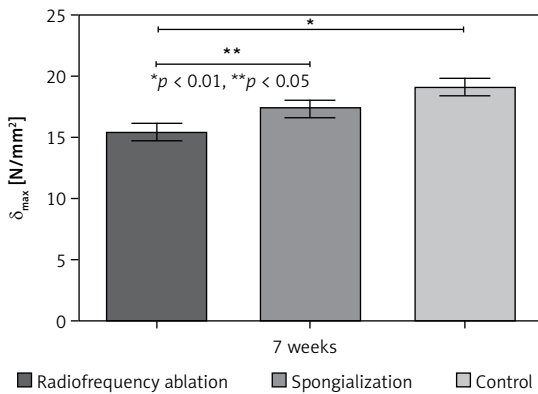 25
*
20
**
*p < 0.01, **p < 0.05
15
δmax [N/mm²]
10
5
0
7 weeks
Radiofrequency ablation Spongialization Control